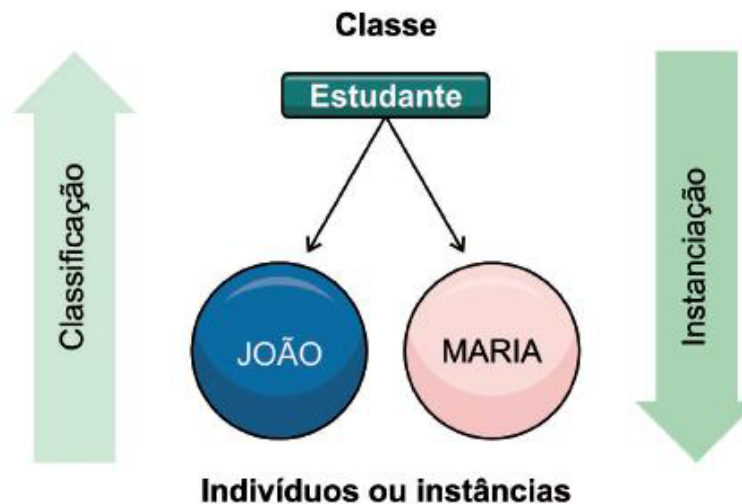 Classe
Estudante
Classificação
Instanciação
JOÃO
MARIA
Indivíduos ou instâncias